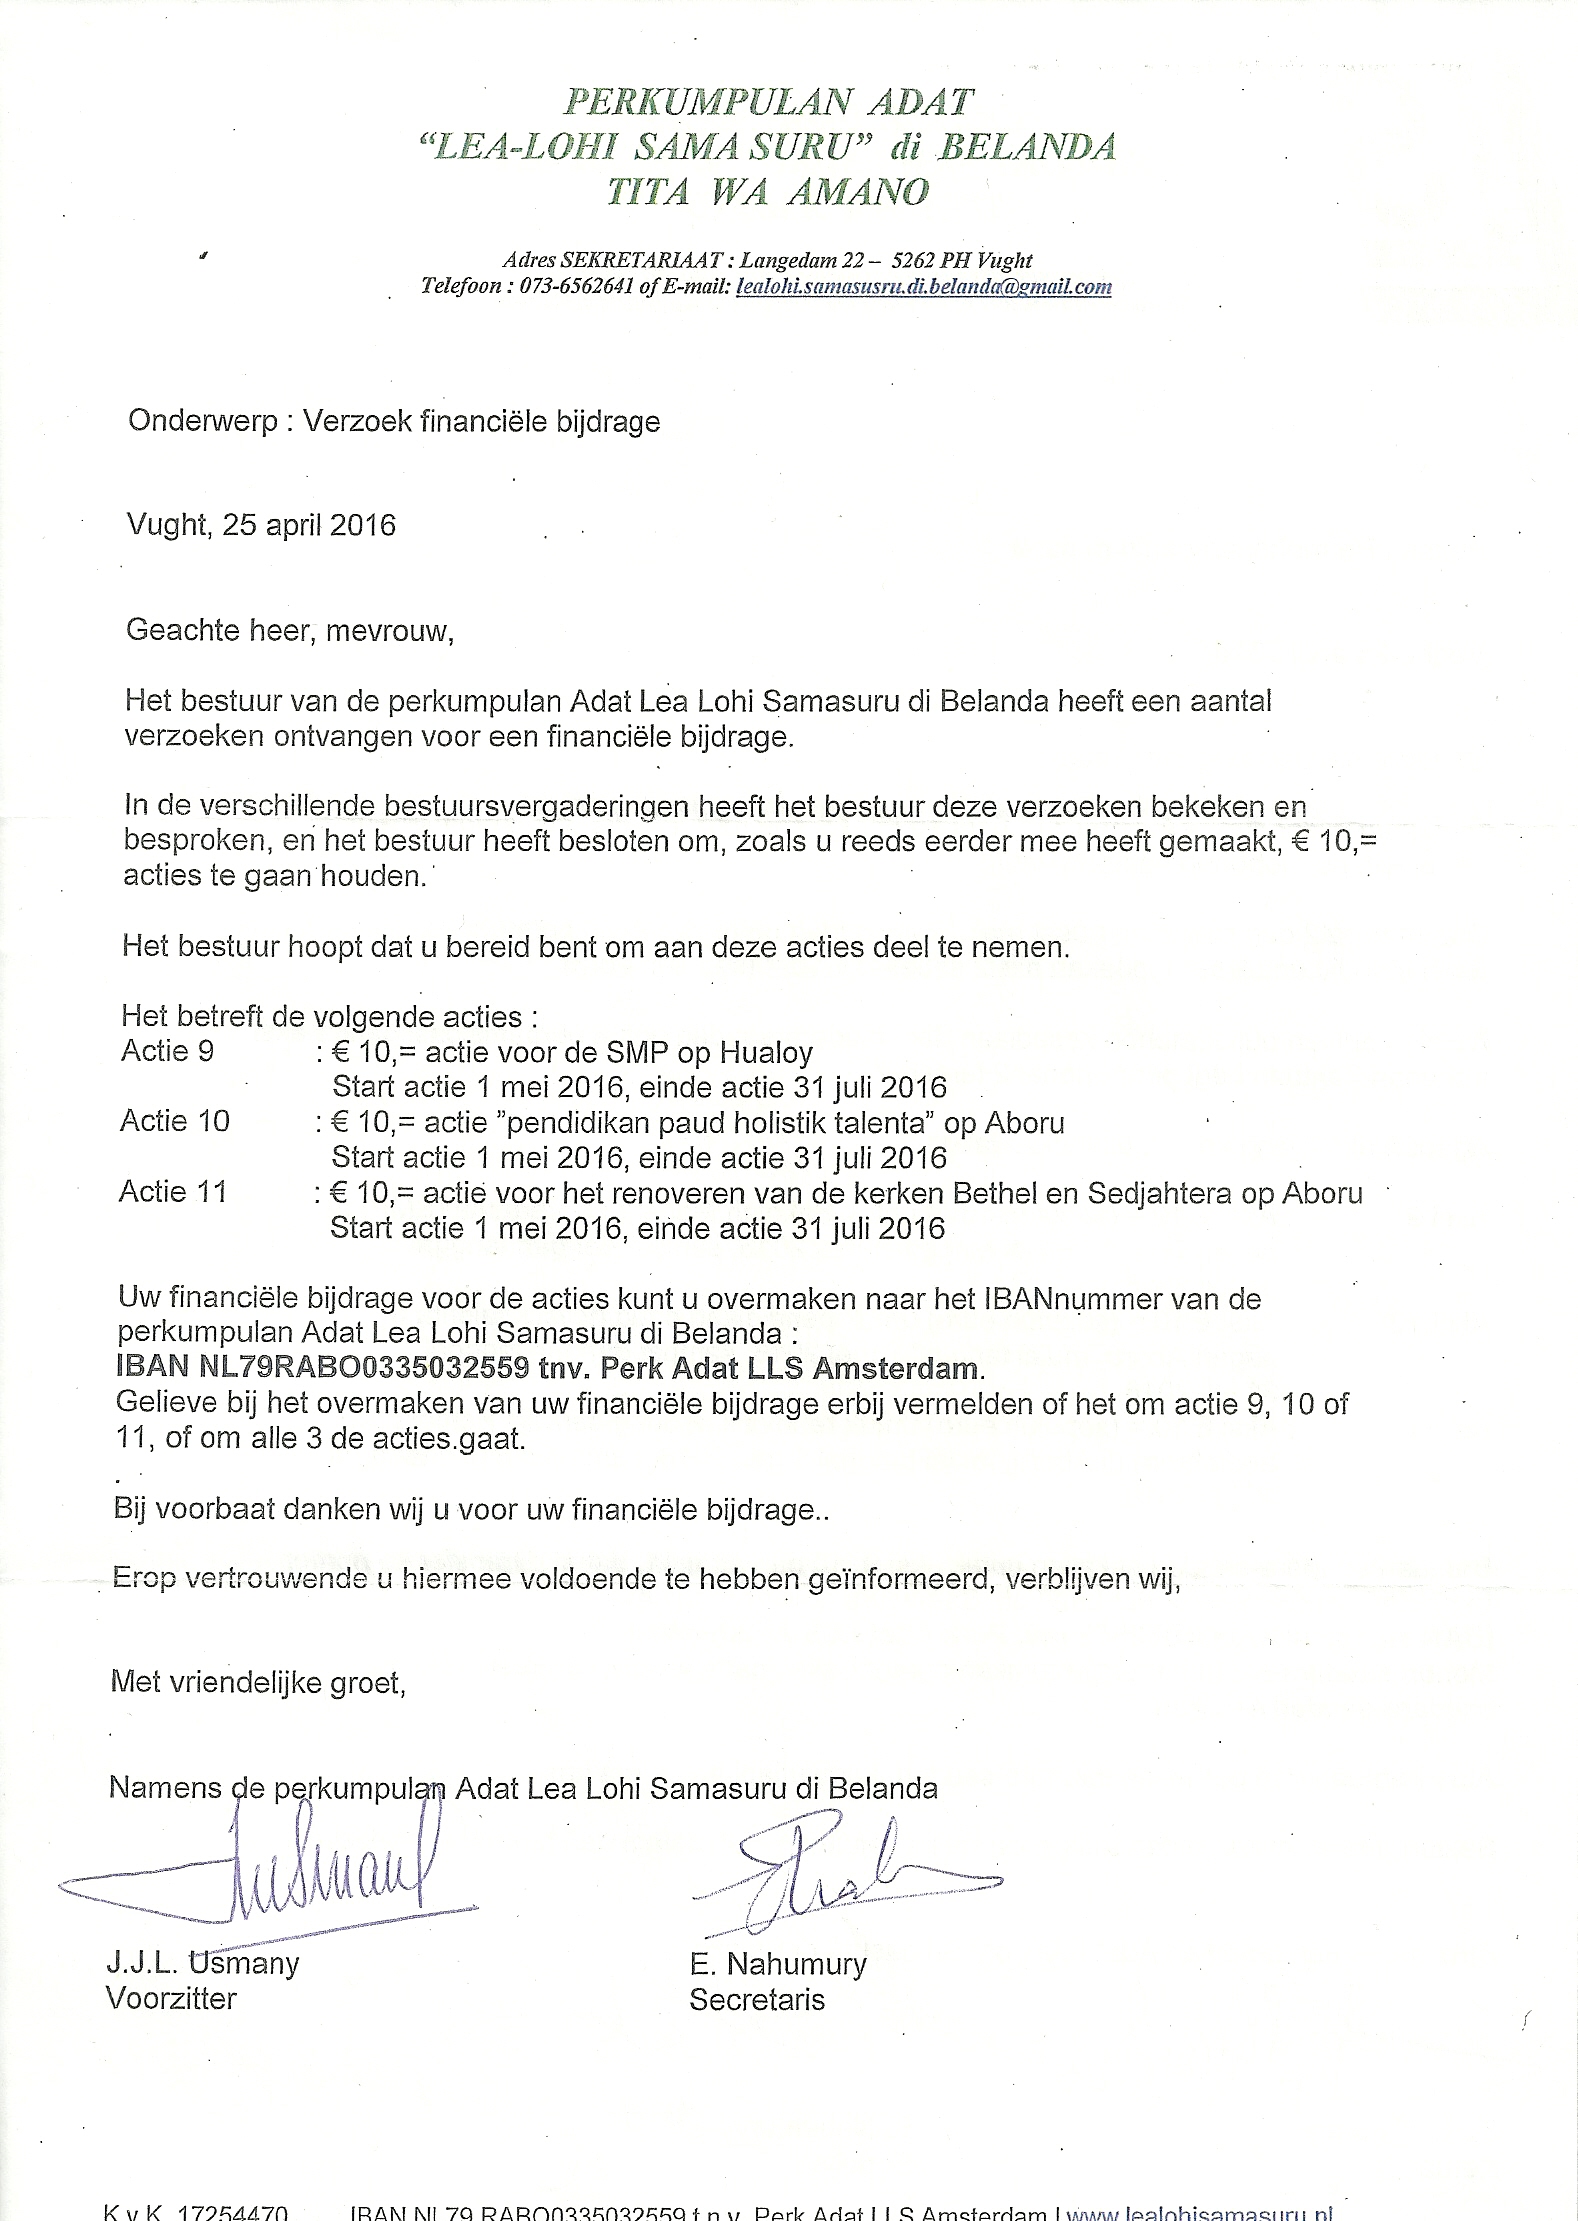 PERKUMPULAN ADAT
“LEA-LOHI SAMA SURU” di BELANDA
TITA WA AMANO
Adres SEKRETARIAAT : Langedam 22 – 5262 PH Vught
Telefoon : 073-6562641 of E-mail: lealohi.samasusru.di.belanda@gmail.com
Onderwerp : Verzoek financiële bijdrage
Vught, 25 april 2016
Geachte heer, mevrouw,
Het bestuur van de perkumpulan Adat Lea Lohi Samasuru di Belanda heeft een aantal
verzoeken ontvangen voor een financiële bijdrage.
In de verschillende bestuursvergaderingen heeft het bestuur deze verzoeken bekeken en
besproken, en het bestuur heeft besloten om, zoals u reeds eerder mee heeft gemaakt, € 10,=
acties te gaan houden.
Het bestuur hoopt dat u bereid bent om aan deze acties deel te nemen.
Het betreft de volgende acties :
Actie 9 : € 10,= actie voor de SMP op Hualoy
Start actie 1 mei 2016, einde actie 31 juli 2016
Actie 10 : € 10,= actie ”pendidikan paud holistik talenta” op Aboru
Start actie 1 mei 2016, einde actie 31 juli 2016
Actie 11 : € 10,= actie voor het renoveren van de kerken Bethel en Sedjahtera op Aboru
Start actie 1 mei 2016, einde actie 31 juli 2016
Uw financiële bijdrage voor de acties kunt u overmaken naar het IBANnummer van de
perkumpulan Adat Lea Lohi Samasuru di Belanda :
IBAN NL79RABO0335032559 tnv. Perk Adat LLS Amsterdam.
Gelieve bij het overmaken van uw financiële bijdrage erbij vermelden of het om actie 9, 10 of
11, of om alle 3 de acties.gaat.
.
Bij voorbaat danken wij u voor uw financiële bijdrage..
Erop vertrouwende u hiermee voldoende te hebben geïnformeerd, verblijven wij,
Met vriendelijke groet,
Namens de perkumpulan Adat Lea Lohi Samasuru di Belanda
J.J.L. Usmany E. Nahumury
Voorzitter Secretaris
K v K 17254470 IBAN NL79 RABO0335032559 t.n.v. Perk Adat LLS Amsterdam | www.lealohisamasuru.nl